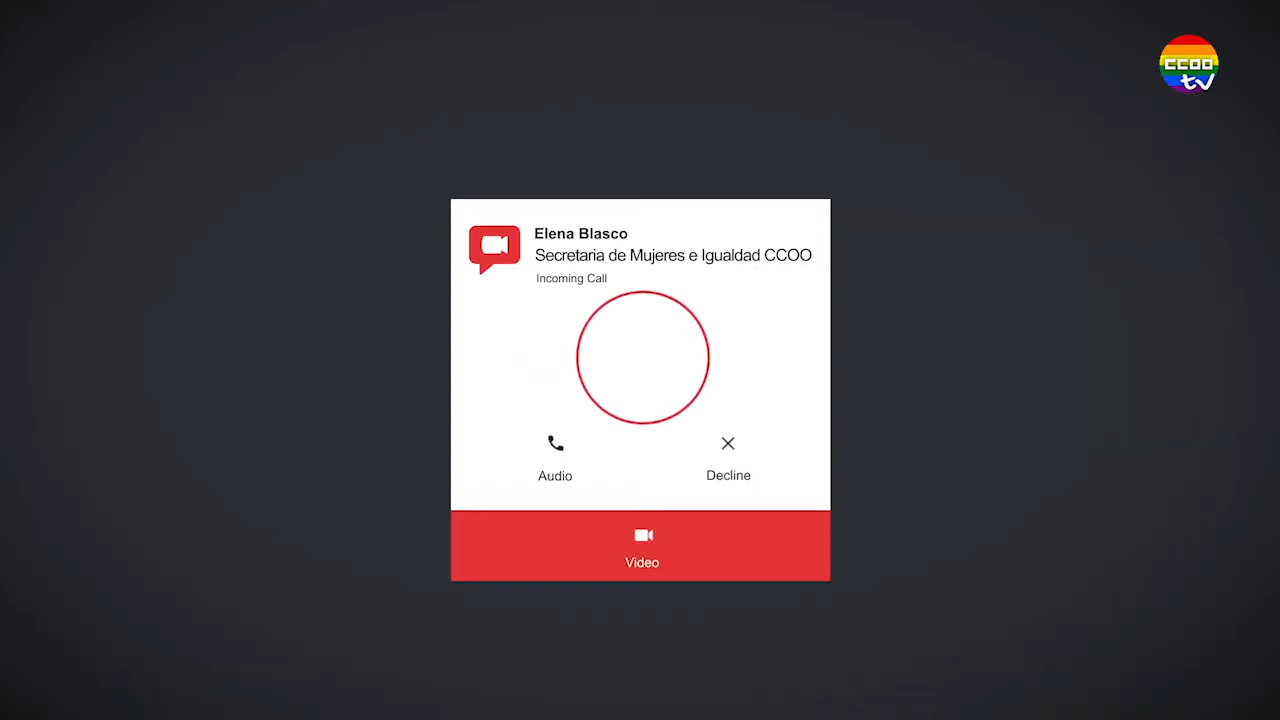 CCOO
tv
Elena Blasco
Secretaria de Mujeres e Igualdad CCOO
Incoming Call
Audio
Decline
Video